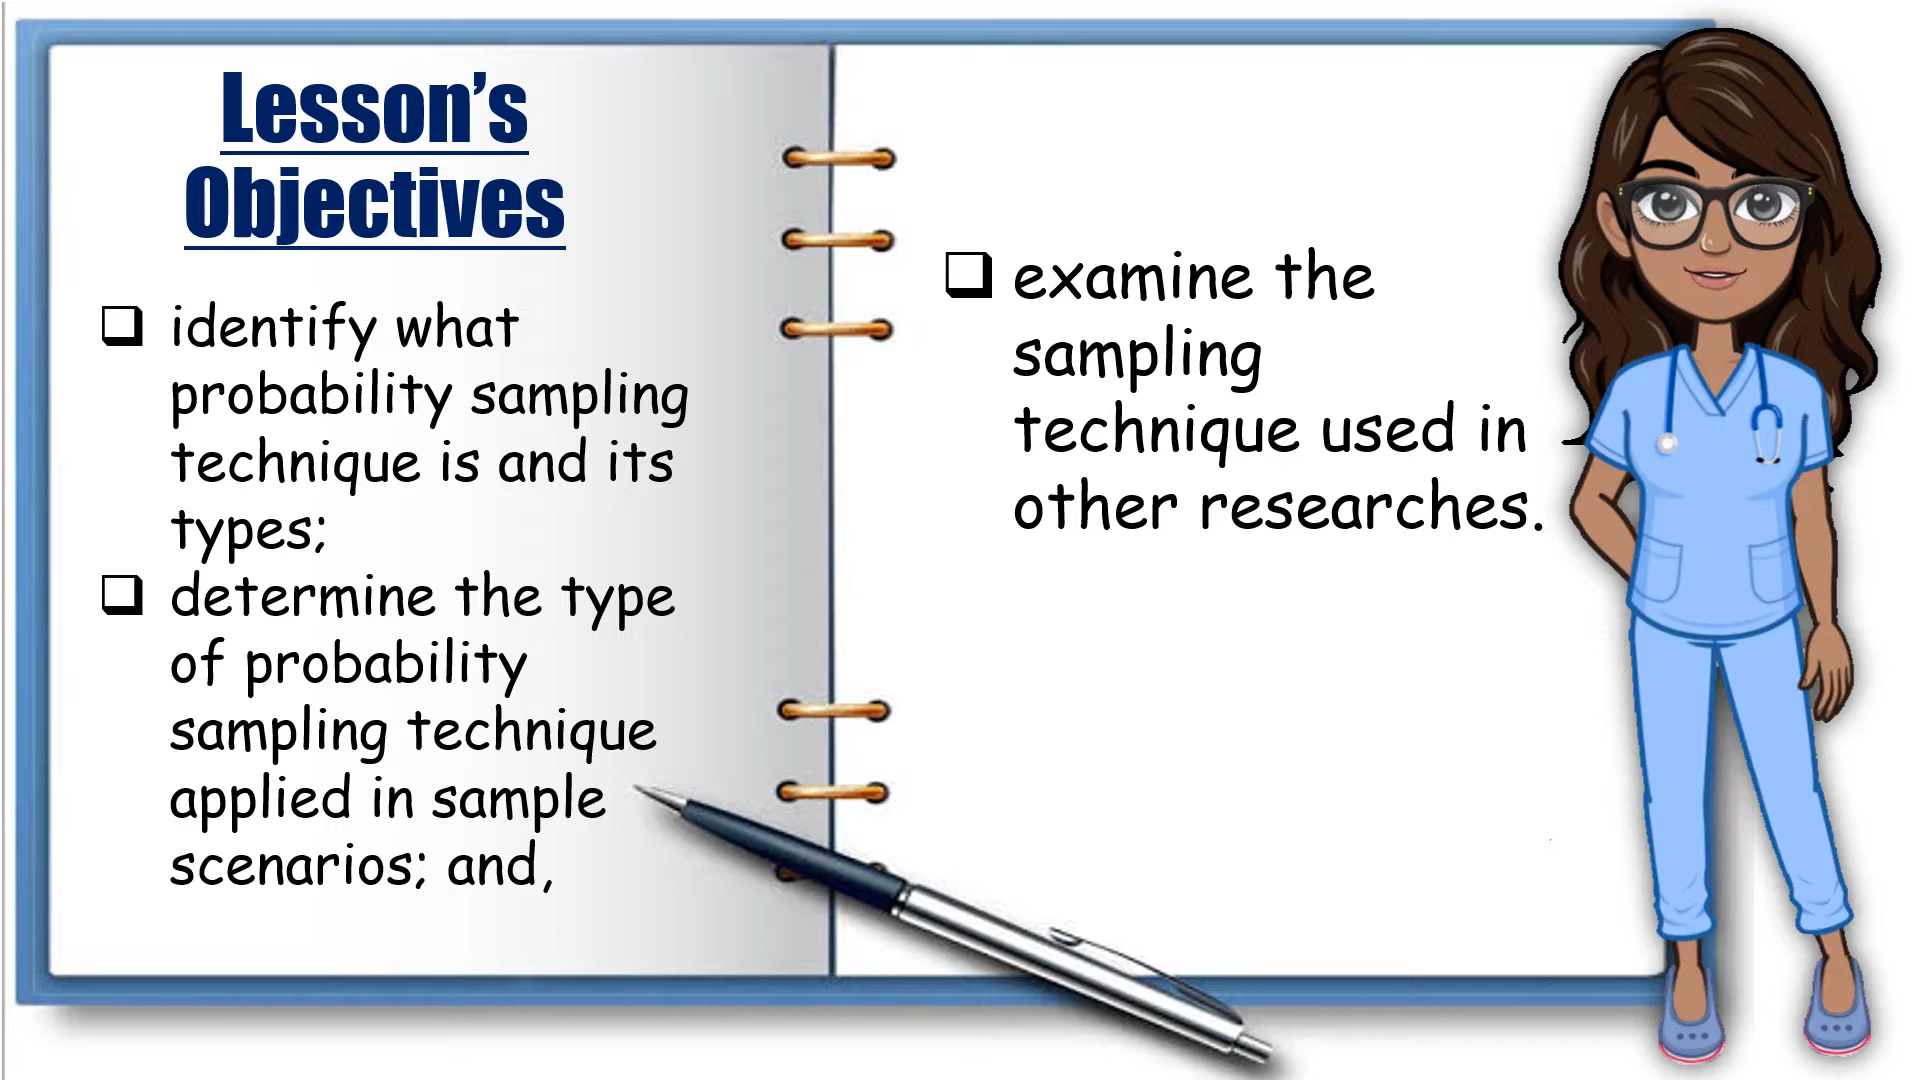 Lesson’s
Objectives
❑ identify what
probability sampling
technique is and its
types;
❑ determine the type
of probability
sampling technique
applied in sample
scenarios; and,
❑ examine the
sampling
technique used in
other researches.